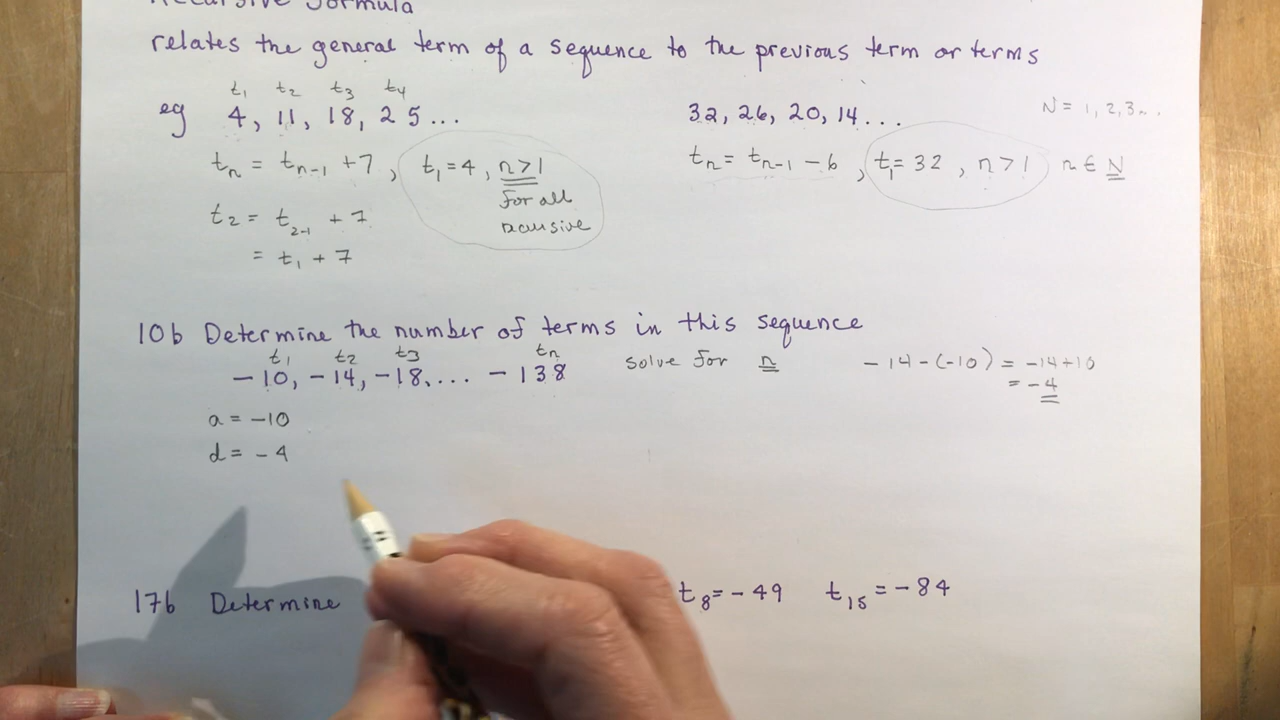 Recursive Formula
relates the general term of a sequence to the previous term or terms
t₁ t₂ t₃ t₄
eg 4, 11, 18, 25...
tₙ = tₙ₋₁ +7, t₁=4, n>1
for all
recursive
t₂ = t₂₋₁ + 7
= t₁ + 7
32, 26, 20, 14...
N = 1, 2, 3...
tₙ = tₙ₋₁ - 6, t₁= 32, n>1 n ∈ N
10b Determine the number of terms in this sequence
t₁ t₂ t₃ tₙ
-10, -14, -18, ... -138
solve for n
-14-(-10) = -14+10
= -4
a = -10
d = -4
17b Determine
t₈=-49 t₁₅=-84